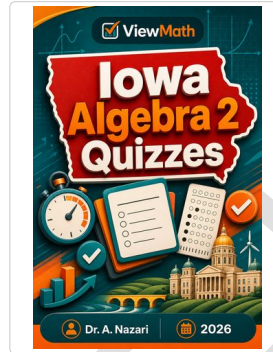 ViewMath
Iowa
Algebra 2
Quizzes
Dr. A. Nazari
2026